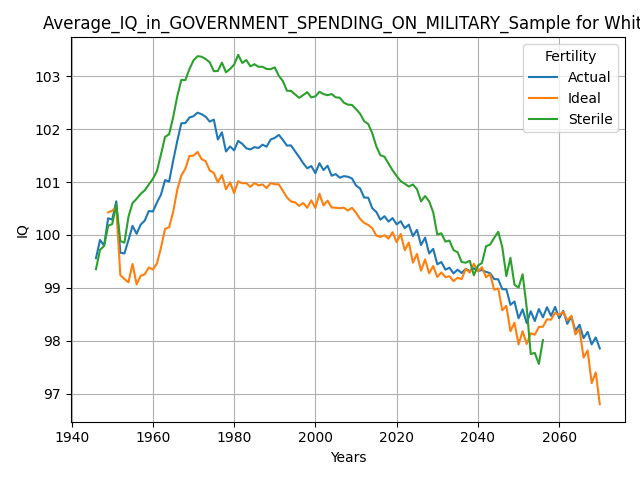 Average_IQ_in_GOVERNMENT_SPENDING_ON_MILITARY_Sample for Whit
Fertility
Actual
Ideal
Sterile
103
102
101
100
99
98
97
IQ
1940 1960 1980 2000 2020 2040 2060
Years